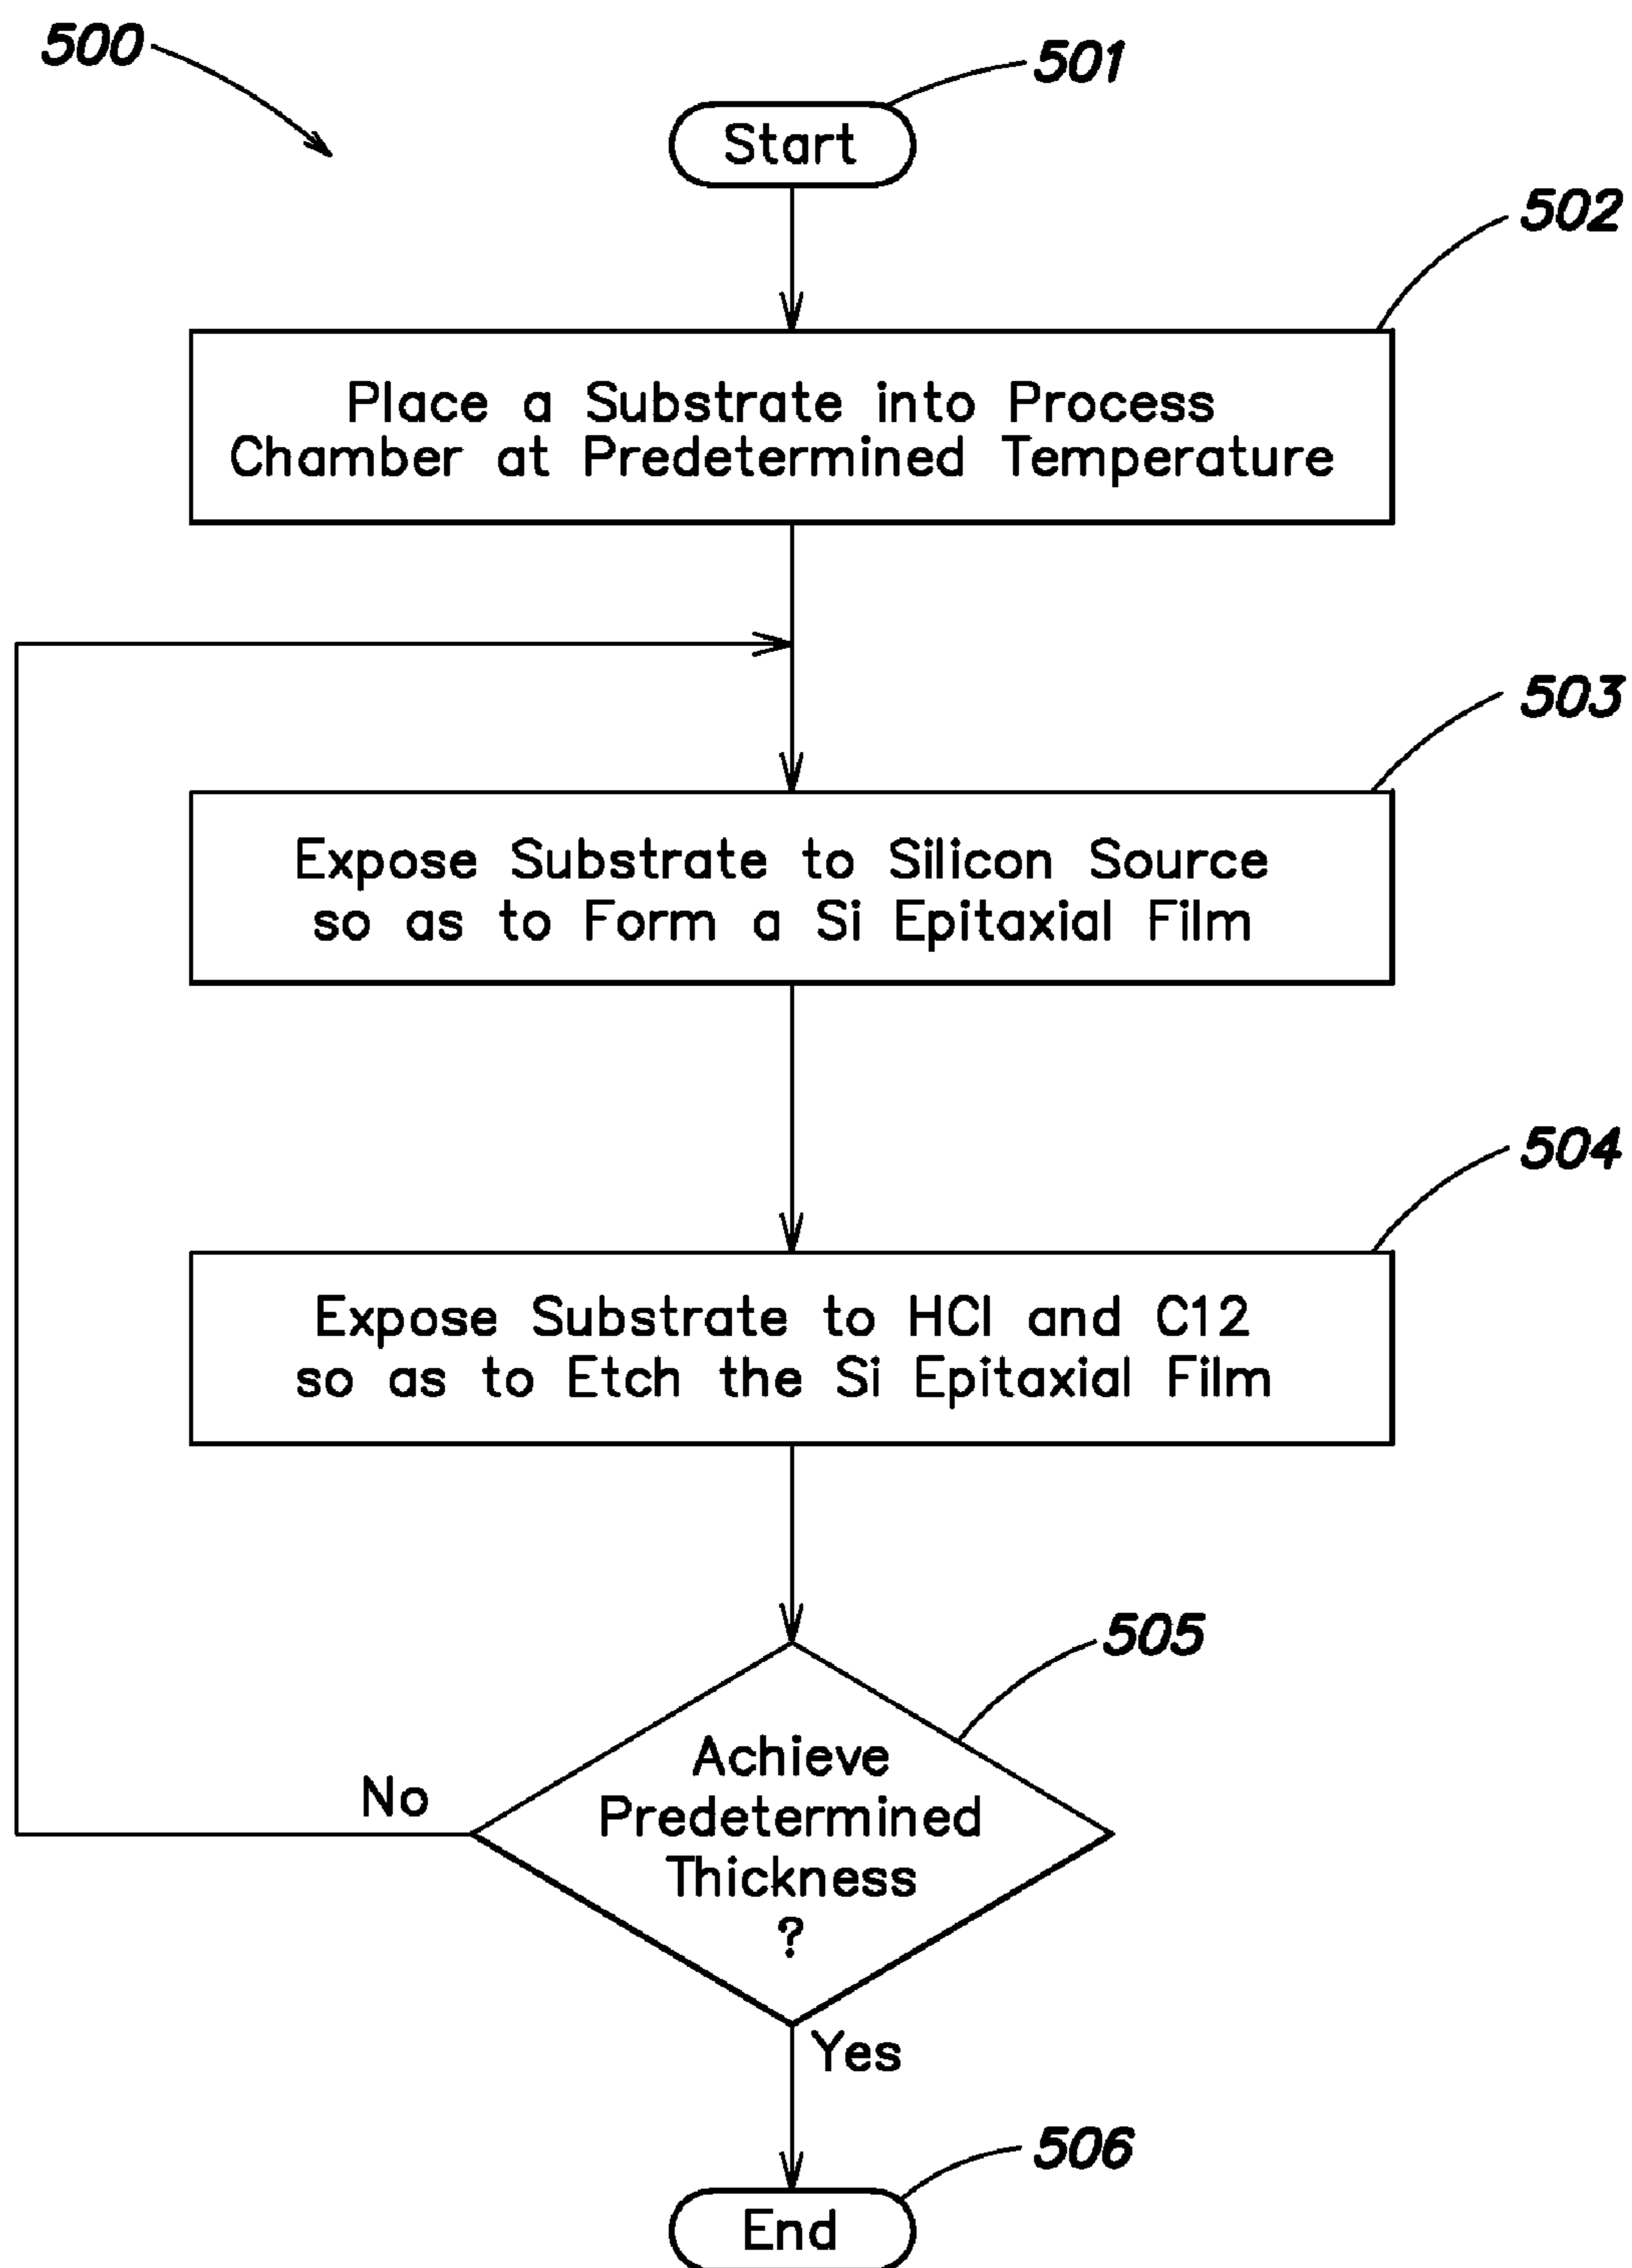 500
501
Start
502
Place a Substrate into Process
Chamber at Predetermined Temperature
503
Expose Substrate to Silicon Source
so as to Form a Si Epitaxial Film
504
Expose Substrate to HCl and C12
so as to Etch the Si Epitaxial Film
505
Achieve
Predetermined
Thickness
?
No
Yes
506
End